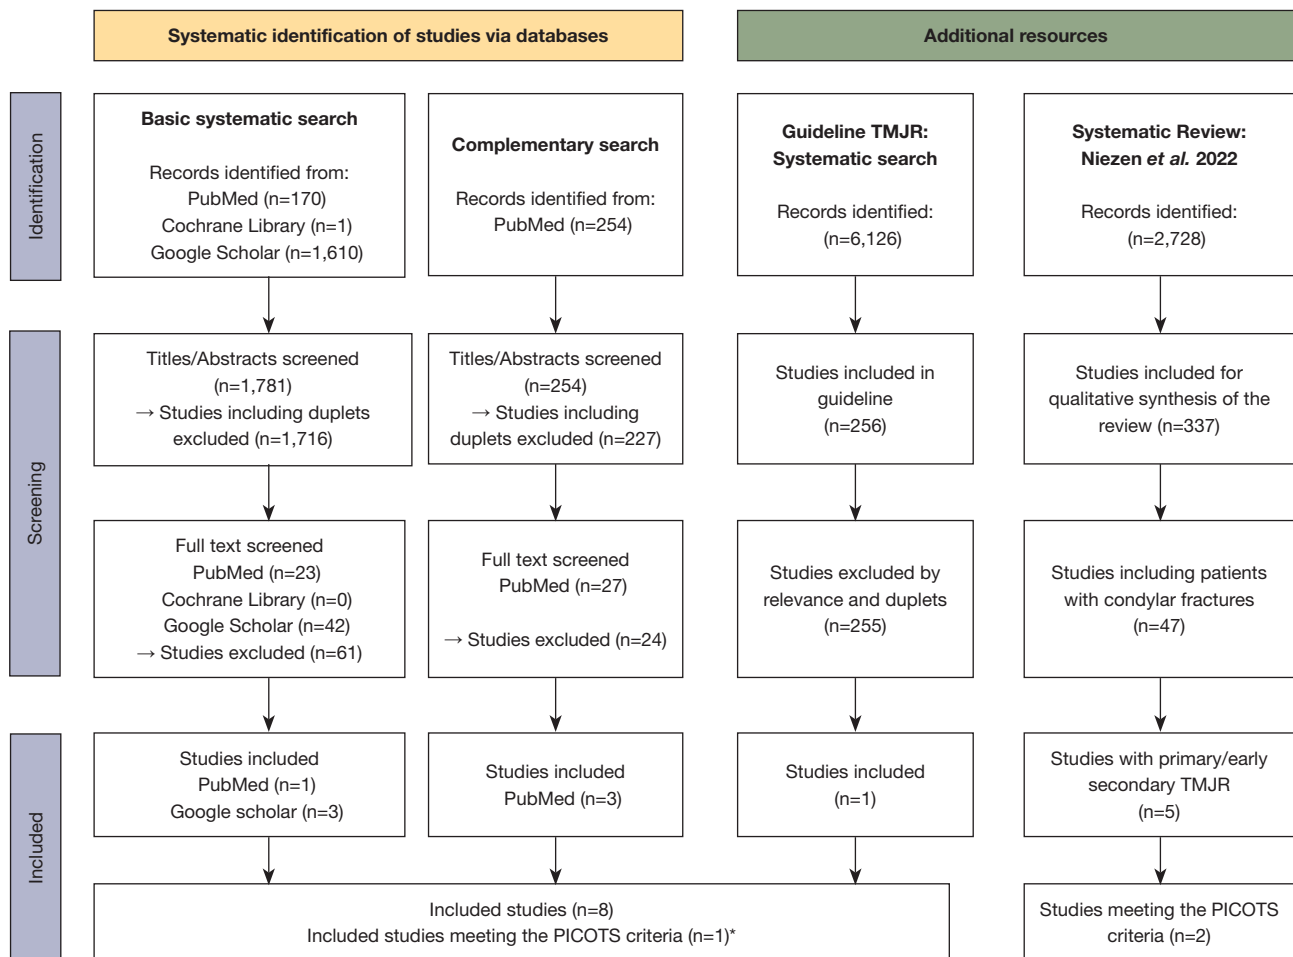 Systematic identification of studies via databases
Additional resources
Identification
Basic systematic search
Records identified from:
PubMed (n=170)
Cochrane Library (n=1)
Google Scholar (n=1,610)
Complementary search
Records identified from:
PubMed (n=254)
Guideline TMJR:
Systematic search
Records identified:
(n=6,126)
Systematic Review:
Niezen et al. 2022
Records identified:
(n=2,728)
Screening
Titles/Abstracts screened
(n=1,781)
→ Studies including duplets
excluded (n=1,716)
Titles/Abstracts screened
(n=254)
→ Studies including
duplets excluded (n=227)
Studies included in
guideline
(n=256)
Studies included for
qualitative synthesis of the
review (n=337)
Full text screened
PubMed (n=23)
Cochrane Library (n=0)
Google Scholar (n=42)
→ Studies excluded (n=61)
Full text screened
PubMed (n=27)
→ Studies excluded (n=24)
Studies excluded by
relevance and duplets
(n=255)
Studies including patients
with condylar fractures
(n=47)
Included
Studies included
PubMed (n=1)
Google scholar (n=3)
Studies included
PubMed (n=3)
Studies included
(n=1)
Studies with primary/early
secondary TMJR
(n=5)
Included studies (n=8)
Included studies meeting the PICOTS criteria (n=1)*
Studies meeting the PICOTS
criteria (n=2)